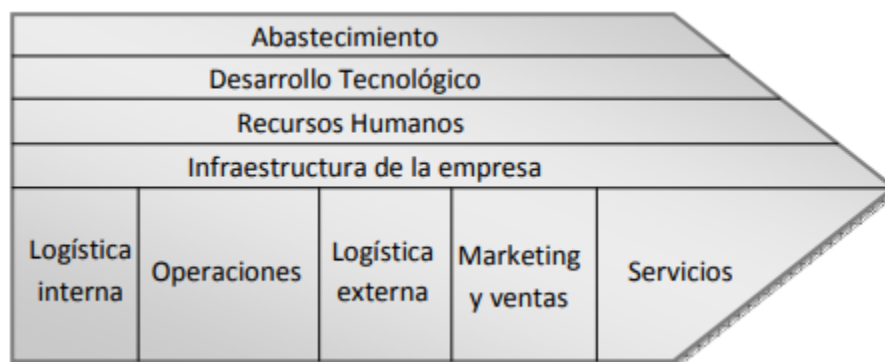 Abastecimiento
Desarrollo Tecnológico
Recursos Humanos
Infraestructura de la empresa
Logística
interna
Operaciones
Logística
externa
Marketing
y ventas
Servicios